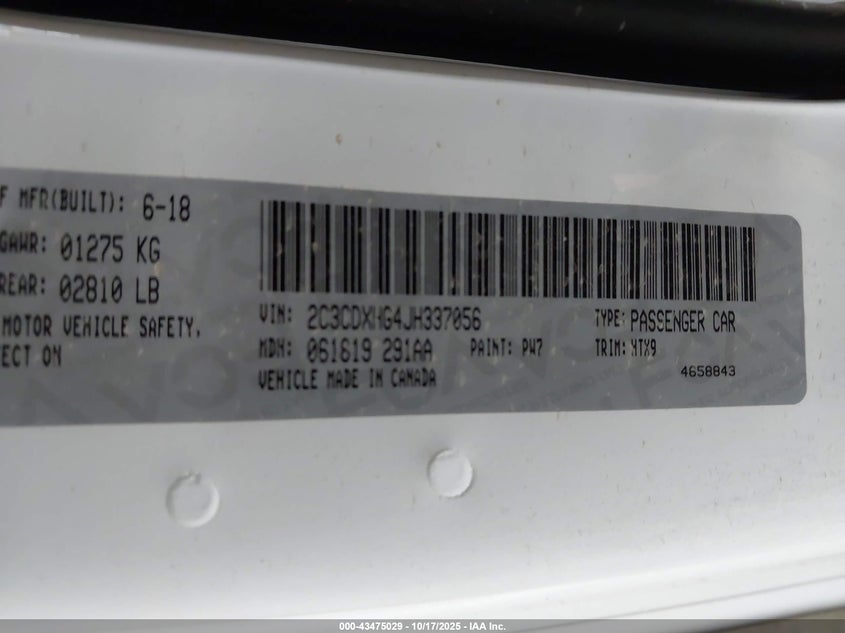 F MFR(BUILT): 6-18
GAWR: 01275 KG
REAR: 02810 LB
MOTOR VEHICLE SAFETY,
ECT ON
VIN: 2C3CDXHG4JH337056
TYPE: PASSENGER CAR
MDH: 061619 291AA
PAINT: PW7
TRIM: HTX9
VEHICLE MADE IN CANADA
4658843
000-43475029 - 10/17/2025 - IAA Inc.